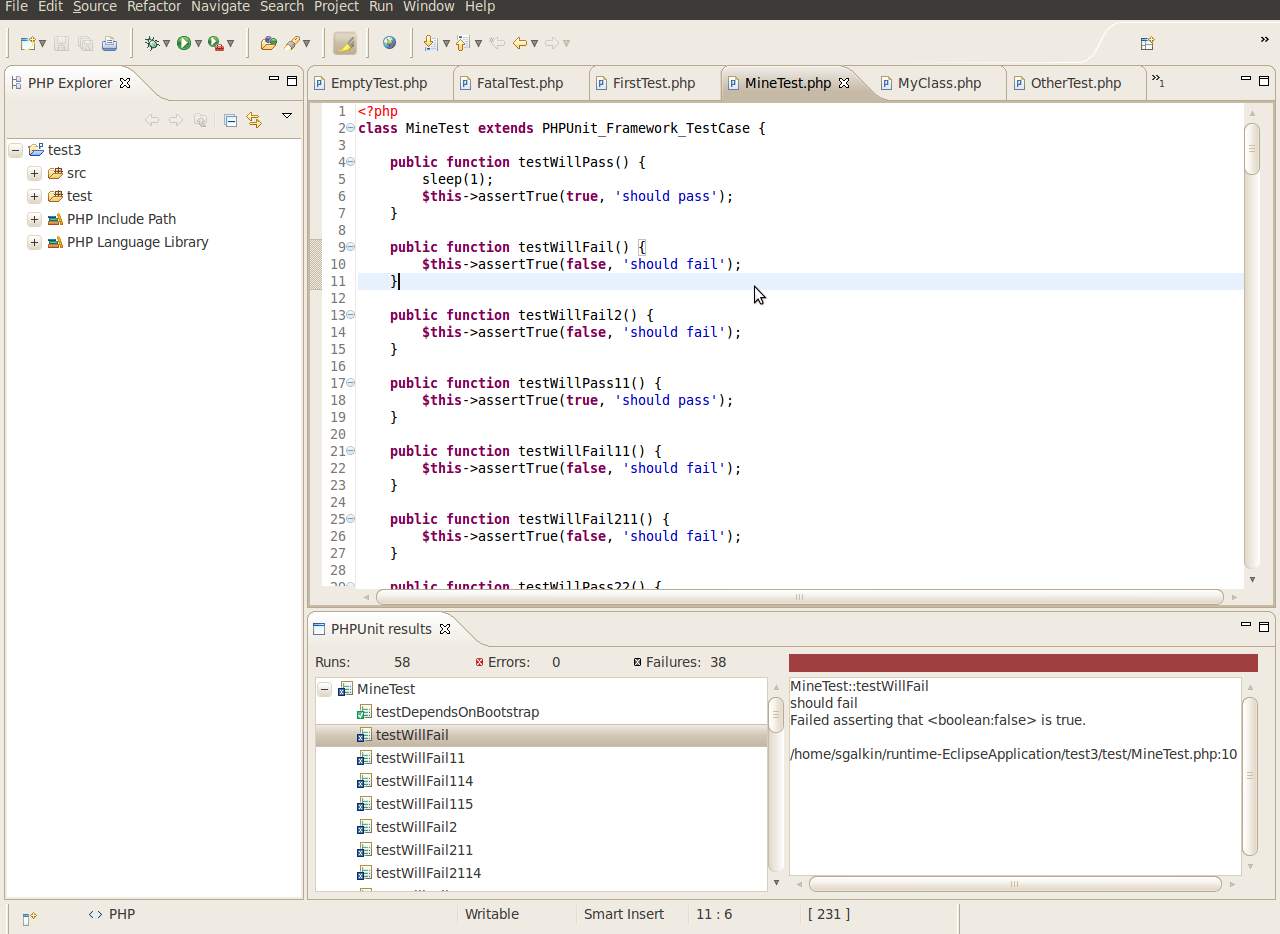 File Edit Source Refactor Navigate Search Project Run Window Help
PHP Explorer
test3
src
test
PHP Include Path
PHP Language Library
EmptyTest.php FatalTest.php FirstTest.php MineTest.php MyClass.php OtherTest.php »1
1 <?php
2 class MineTest extends PHPUnit_Framework_TestCase {
3
4 public function testWillPass() {
5 sleep(1);
6 $this->assertTrue(true, 'should pass');
7 }
8
9 public function testWillFail() {
10 $this->assertTrue(false, 'should fail');
11 }
12
13 public function testWillFail2() {
14 $this->assertTrue(false, 'should fail');
15 }
16
17 public function testWillPass11() {
18 $this->assertTrue(true, 'should pass');
19 }
20
21 public function testWillFail11() {
22 $this->assertTrue(false, 'should fail');
23 }
24
25 public function testWillFail211() {
26 $this->assertTrue(false, 'should fail');
27 }
28
29 public function testWillPass22() {
PHPUnit results
Runs: 58 Errors: 0 Failures: 38
MineTest
testDependsOnBootstrap
testWillFail
testWillFail11
testWillFail114
testWillFail115
testWillFail2
testWillFail211
testWillFail2114
MineTest::testWillFail
should fail
Failed asserting that <boolean:false> is true.
/home/sgalkin/runtime-EclipseApplication/test3/test/MineTest.php:10
PHP Writable Smart Insert 11 : 6 [ 231 ]